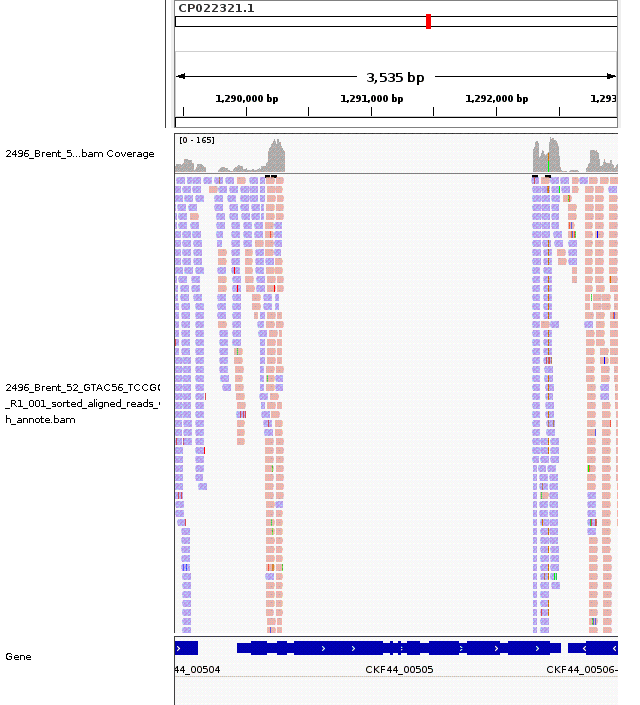 CP022321.1
3,535 bp
1,290,000 bp 1,291,000 bp 1,292,000 bp 1,293
[0 - 165]
2496_Brent_5...bam Coverage
2496_Brent_52_GTAC56_TCCG
_R1_001_sorted_aligned_reads_
h_annote.bam
Gene
44_00504 CKF44_00505 CKF44_00506-